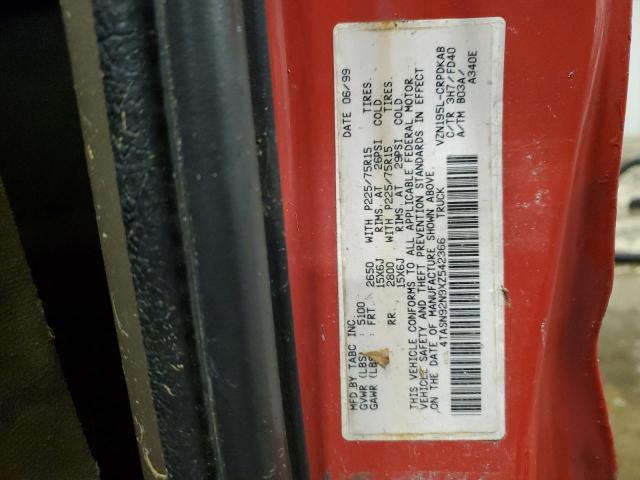 MFD BY TABC INC. DATE 06/99
GVWR (LBS) : 5100
GAWR (LBS FRT. 2650 WITH P225/75R15 TIRES.
15X6J RIMS. AT 26PSI COLD.
RR. 2800 WITH P225/75R15 TIRES.
15X6J RIMS. AT 29PSI COLD.
THIS VEHICLE CONFORMS TO ALL APPLICABLE FEDERAL MOTOR
VEHICLE SAFETY AND THEFT PREVENTION STANDARDS IN EFFECT
ON THE DATE OF MANUFACTURE SHOWN ABOVE.
4TASN92N9XZ542366 TRUCK
VZN195L-CRPDKAB
C/TR 3H7/FD40
A/TM B03A/
A340E